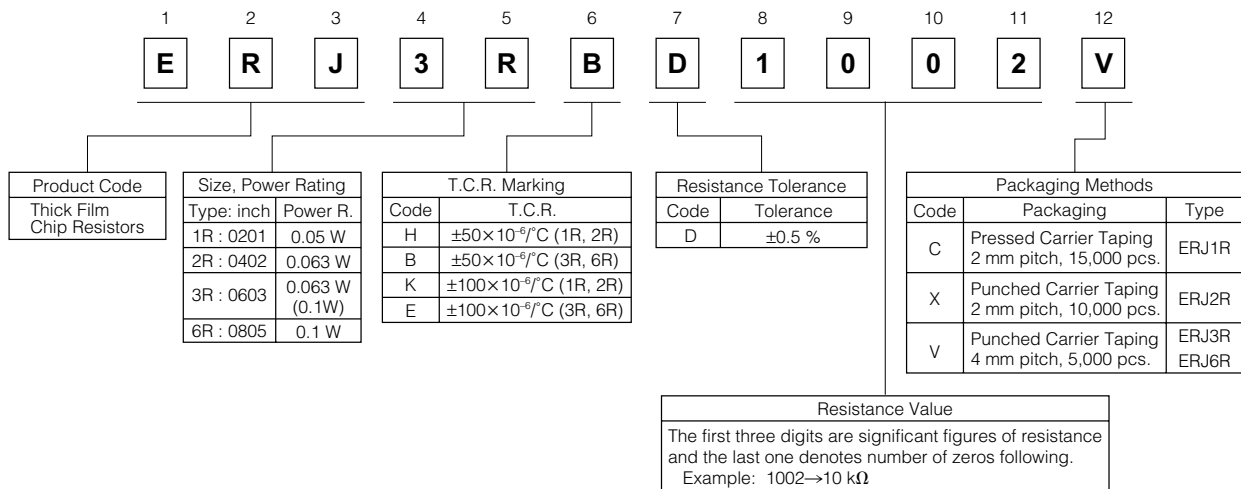 1 2 3 4 5 6 7 8 9 10 11 12
E R J 3 R B D 1 0 0 2 V
Product Code
Thick Film
Chip Resistors
Size, Power Rating
Type: inch Power R.
1R : 0201 0.05 W
2R : 0402 0.063 W
3R : 0603 0.063 W
(0.1W)
6R : 0805 0.1 W
T.C.R. Marking
Code T.C.R.
H ±50×10⁻⁶/°C (1R, 2R)
B ±50×10⁻⁶/°C (3R, 6R)
K ±100×10⁻⁶/°C (1R, 2R)
E ±100×10⁻⁶/°C (3R, 6R)
Resistance Tolerance
Code Tolerance
D ±0.5 %
Packaging Methods
Code Packaging Type
C Pressed Carrier Taping
2 mm pitch, 15,000 pcs. ERJ1R
X Punched Carrier Taping
2 mm pitch, 10,000 pcs. ERJ2R
V Punched Carrier Taping ERJ3R
4 mm pitch, 5,000 pcs. ERJ6R
Resistance Value
The first three digits are significant figures of resistance
and the last one denotes number of zeros following.
Example: 1002→10 kΩ